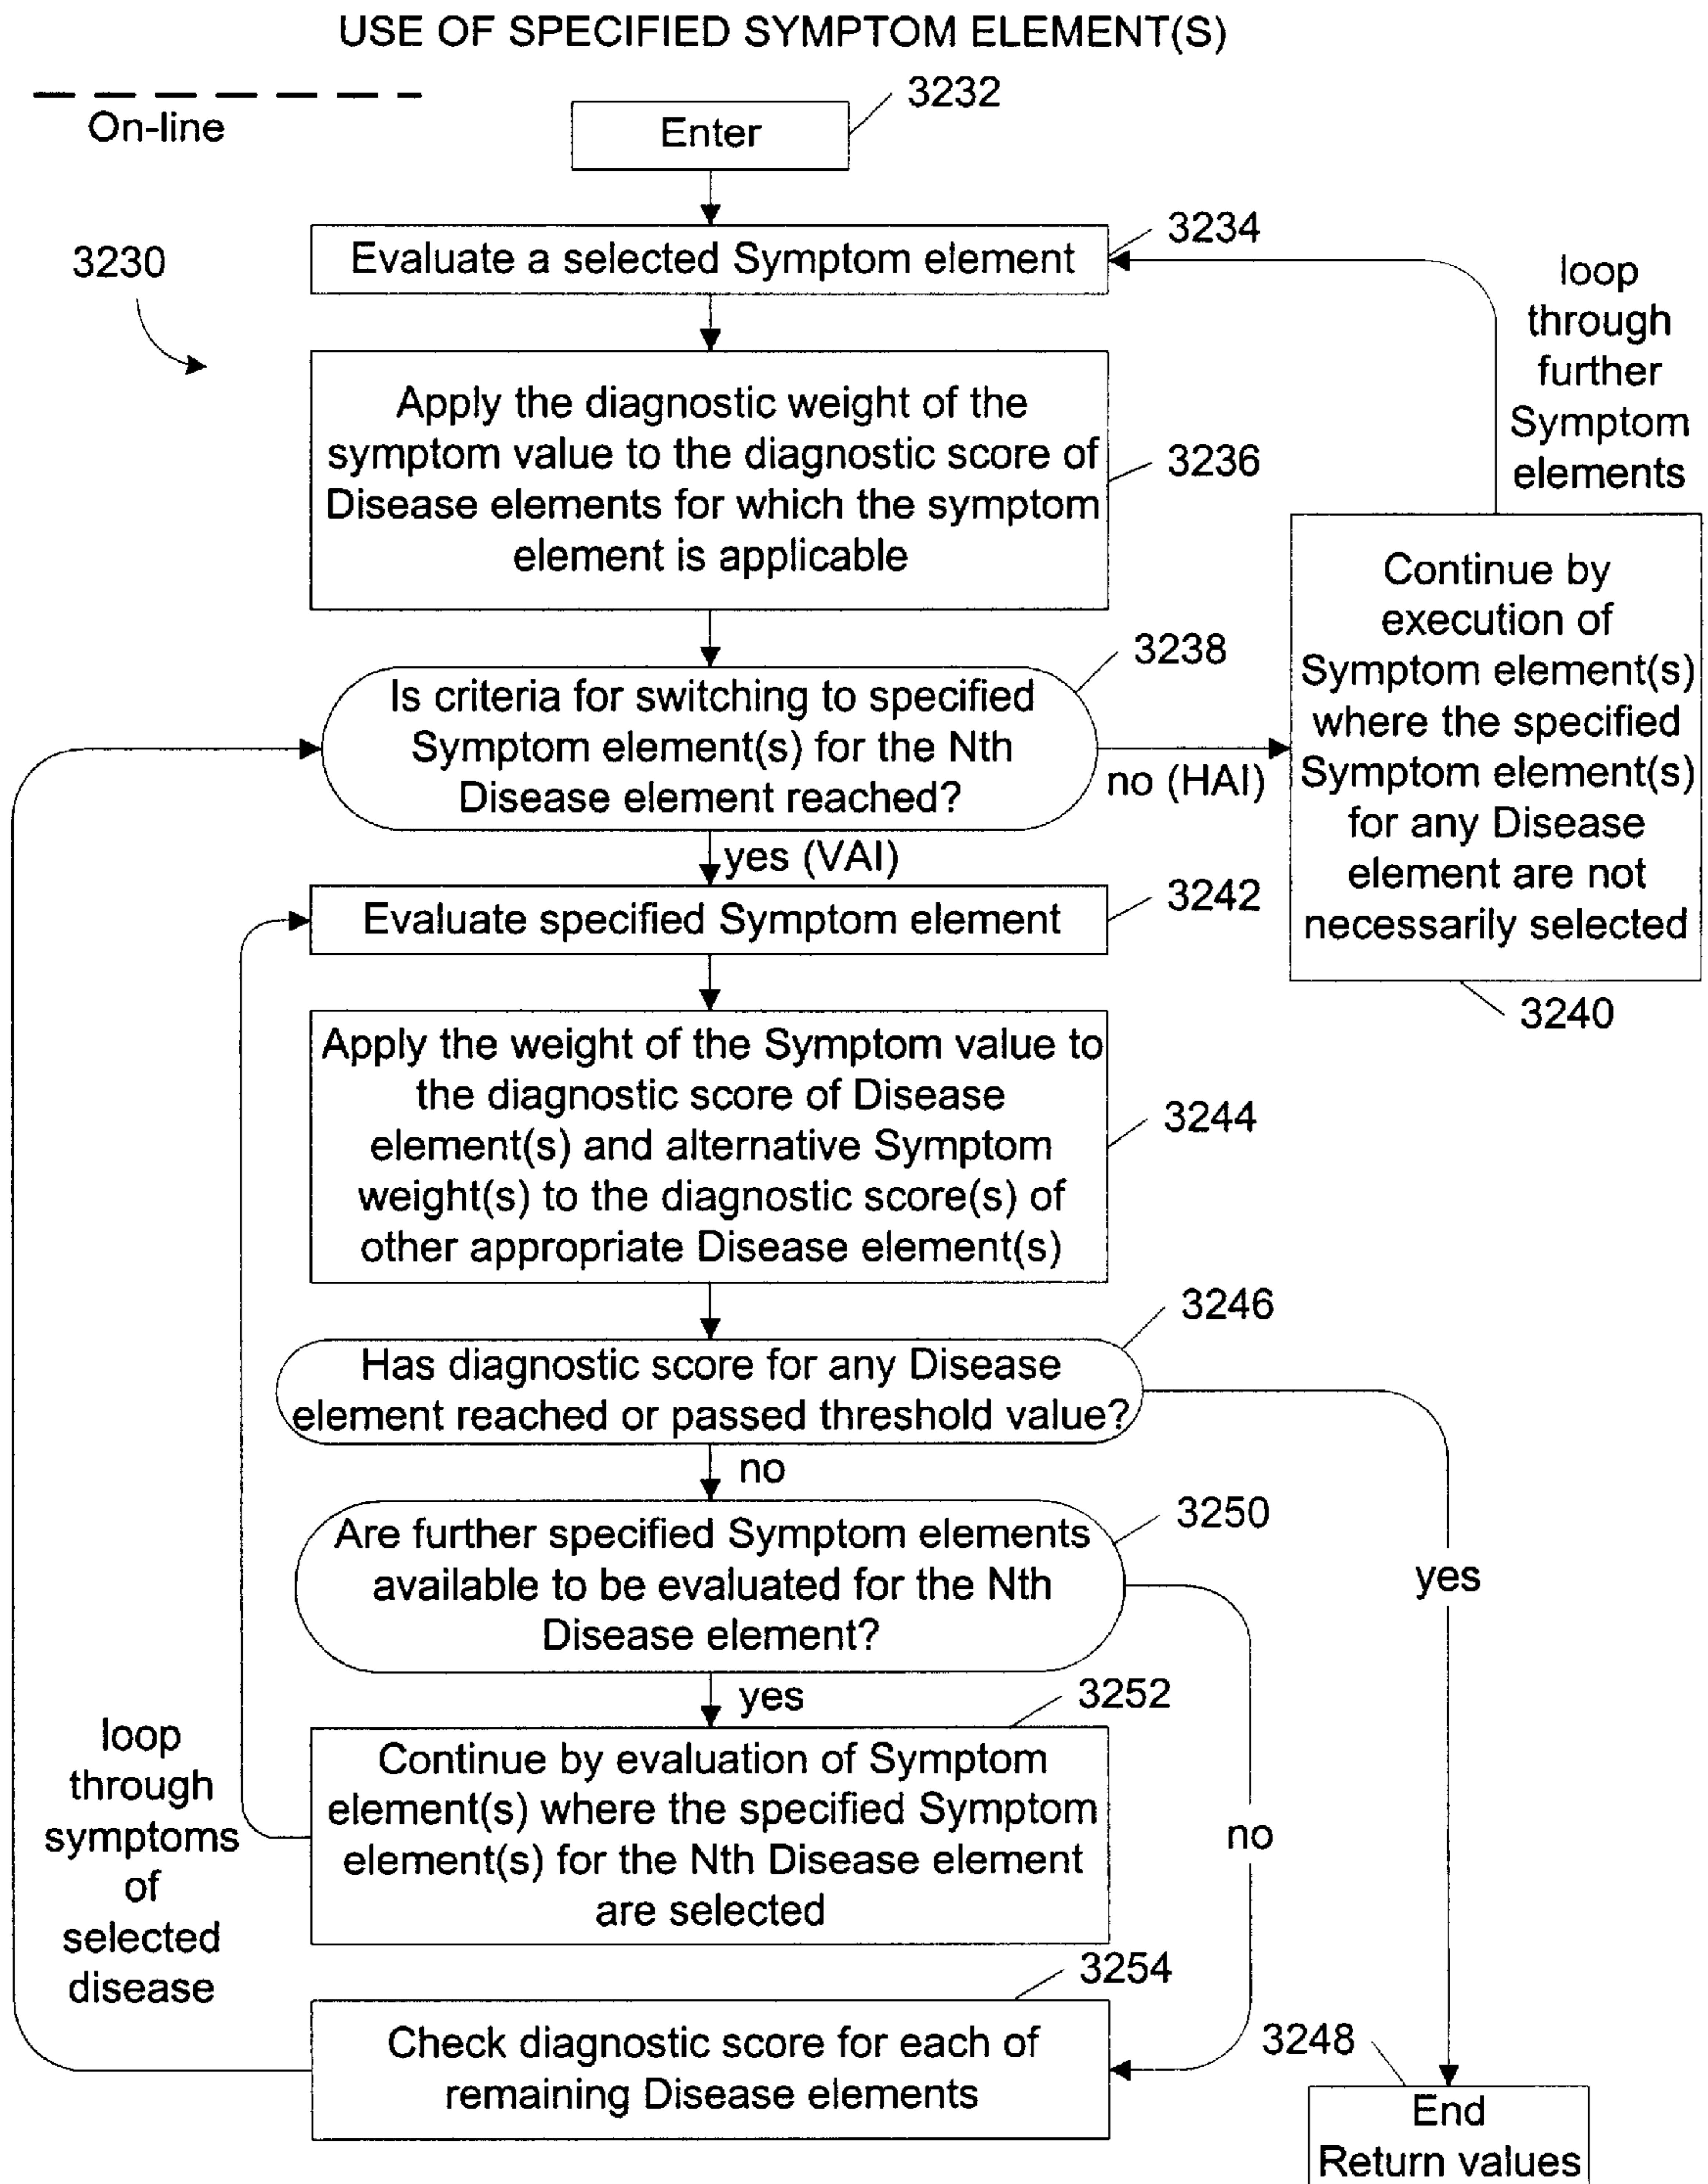 USE OF SPECIFIED SYMPTOM ELEMENT(S)
On-line
3232
Enter
3234
Evaluate a selected Symptom element
3230
loop
through
further
Symptom
elements
Apply the diagnostic weight of the
symptom value to the diagnostic score of
Disease elements for which the symptom
element is applicable
3236
3238
Is criteria for switching to specified
Symptom element(s) for the Nth
Disease element reached?
no (HAI)
Continue by
execution of
Symptom element(s)
where the specified
Symptom element(s)
for any Disease
element are not
necessarily selected
3240
yes (VAI)
Evaluate specified Symptom element
3242
Apply the weight of the Symptom value to
the diagnostic score of Disease
element(s) and alternative Symptom
weight(s) to the diagnostic score(s) of
other appropriate Disease element(s)
3244
3246
Has diagnostic score for any Disease
element reached or passed threshold value?
no
yes
3250
Are further specified Symptom elements
available to be evaluated for the Nth
Disease element?
yes
no
3252
Continue by evaluation of Symptom
element(s) where the specified Symptom
element(s) for the Nth Disease element
are selected
loop
through
symptoms
of
selected
disease
3254
Check diagnostic score for each of
remaining Disease elements
3248
End
Return values